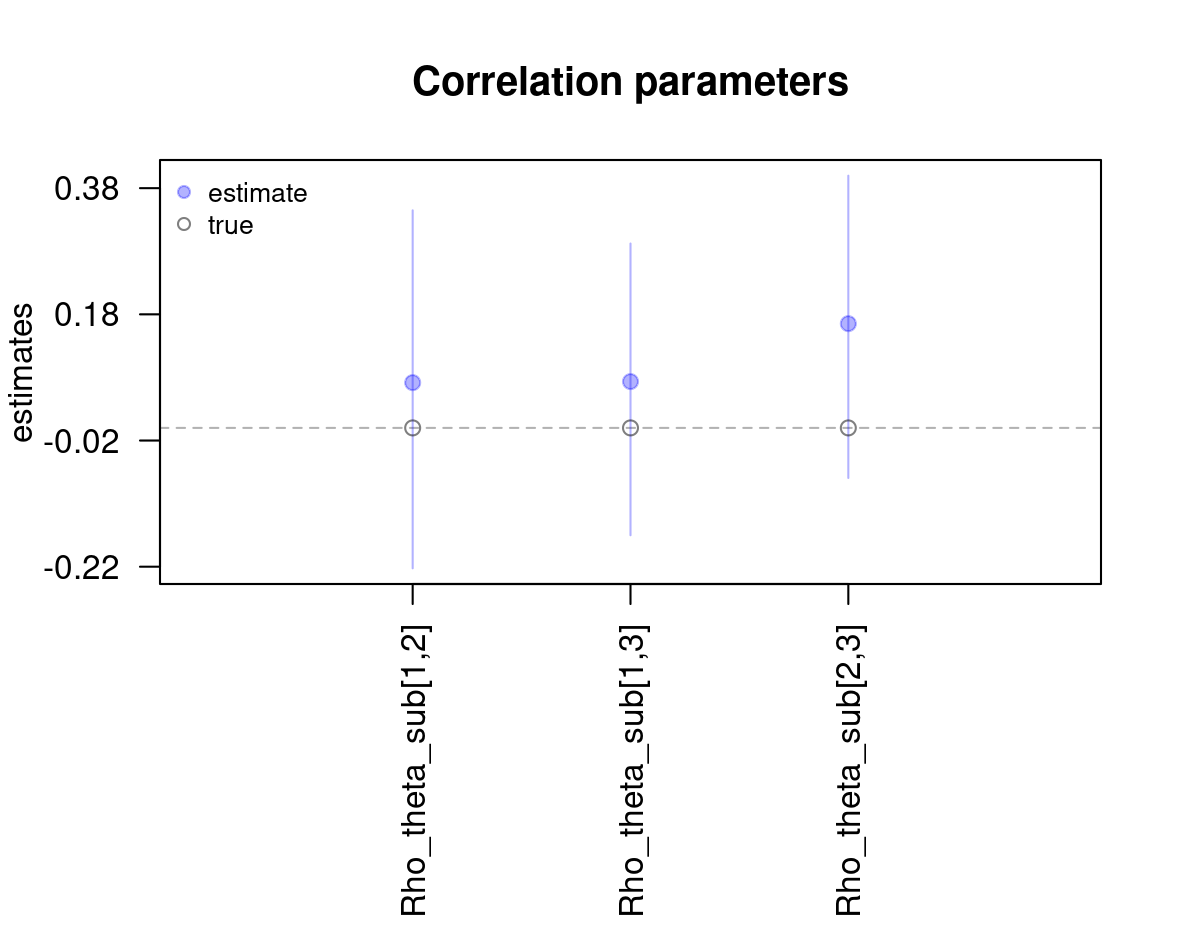 Correlation parameters
estimate
true
estimates
0.38
0.18
-0.02
-0.22
Rho_theta_sub[1,2]
Rho_theta_sub[1,3]
Rho_theta_sub[2,3]